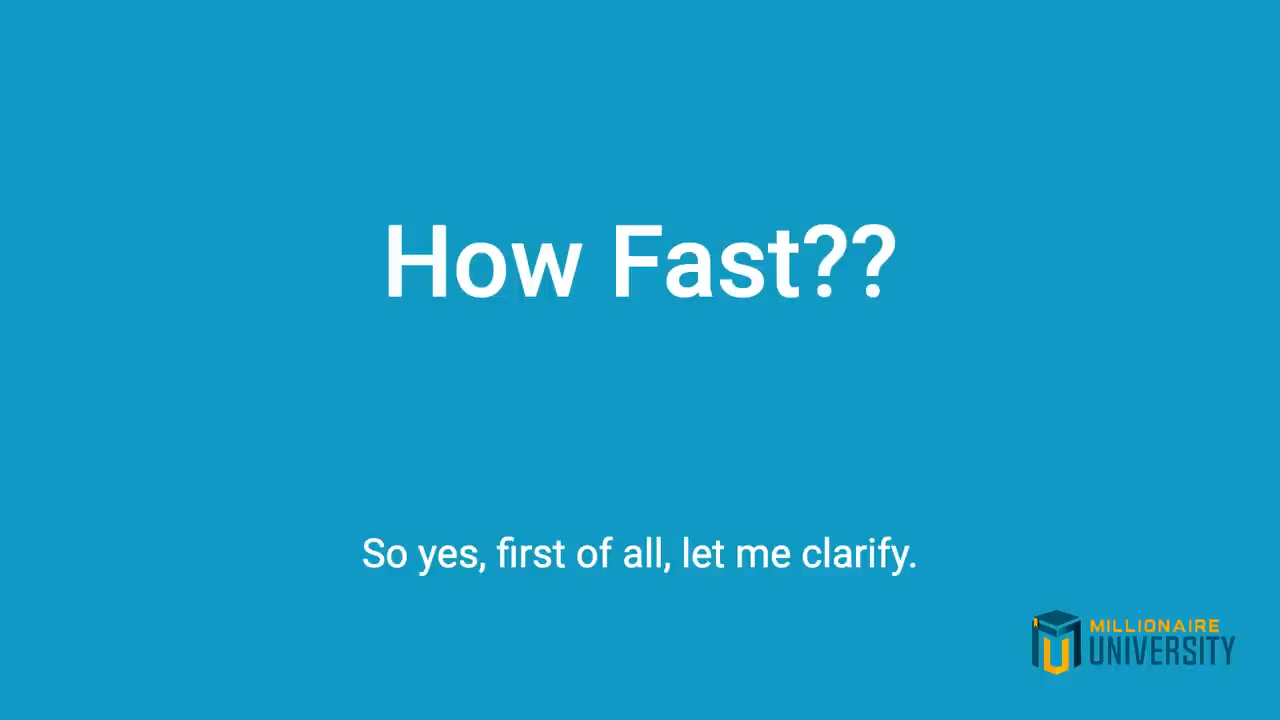 How Fast??
So yes, first of all, let me clarify.
MILLIONAIRE
UNIVERSITY